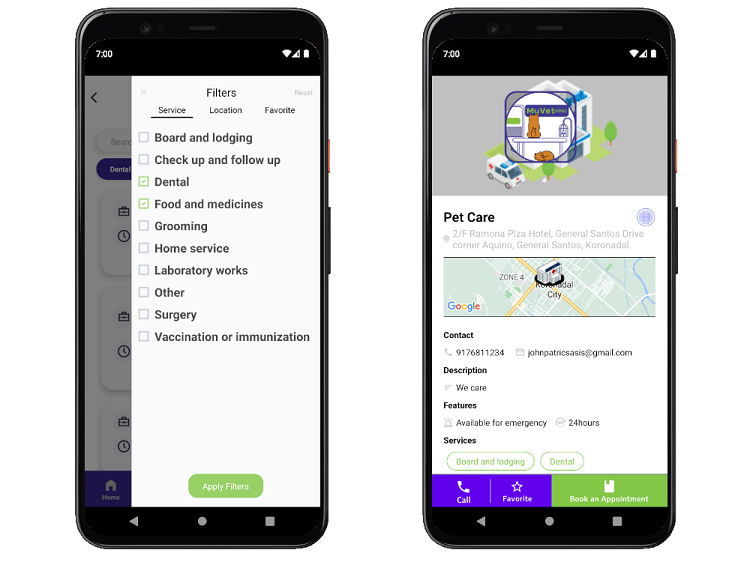 7:00
Filters
Reset
Service
Location
Favorite
Board and lodging
Check up and follow up
Dental
Food and medicines
Grooming
Home service
Laboratory works
Other
Surgery
Vaccination or immunization
Apply Filters
Sear
Dental
Home
7:00
MyVet
Pet Care
2/F Ramona Plza Hotel, General Santos Drive
corner Aquino, General Santos, Koronadal.
ZONE 4
Koronadal
City
Google
Contact
9176811234
johnpatricsasis@gmail.com
Description
We care
Features
Available for emergency
24hours
Services
Board and lodging
Dental
Call
Favorite
Book an Appointment